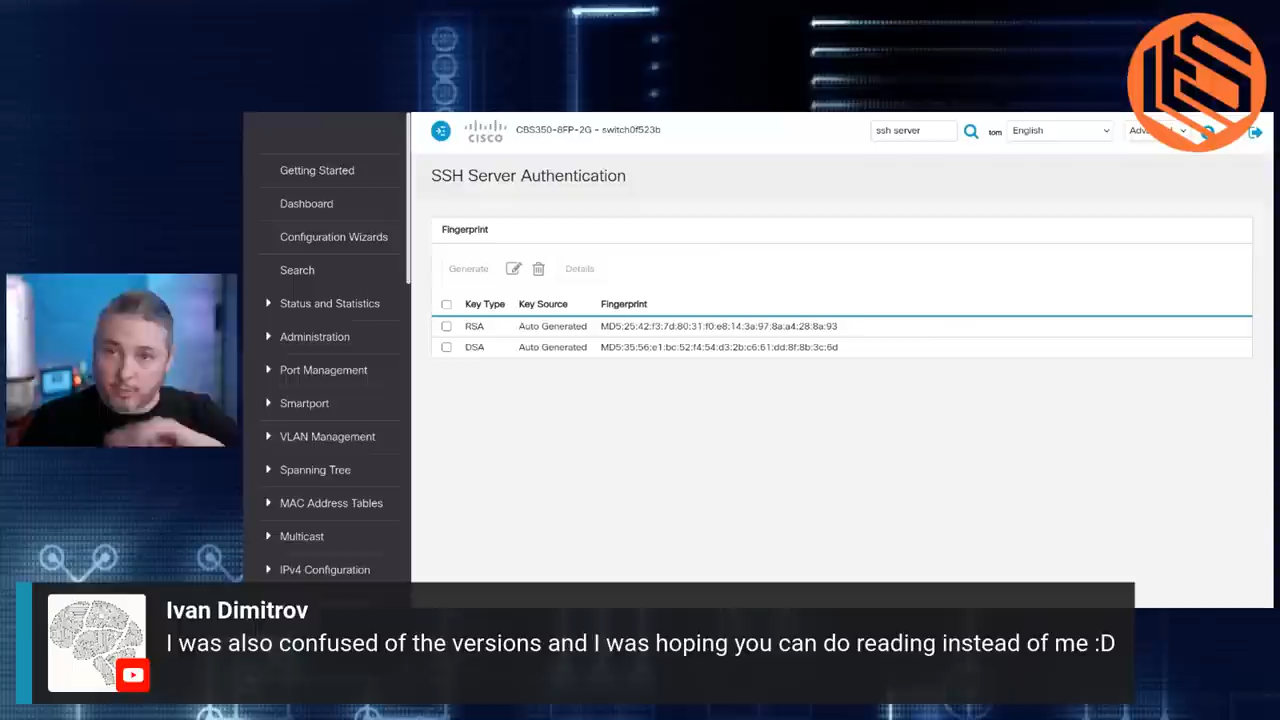 CISCO
CBS350-8FP-2G - switch0f523b
ssh server
tom
English
SSH Server Authentication
Getting Started
Dashboard
Configuration Wizards
Search
Status and Statistics
Administration
Port Management
Smartport
VLAN Management
Spanning Tree
MAC Address Tables
Multicast
IPv4 Configuration
Fingerprint
Generate
Details
Key Type Key Source Fingerprint
RSA Auto Generated MD5:25:42:f3:7d:80:31:f0:e8:14:3a:97:8a:a4:28:8a:93
DSA Auto Generated MD5:35:56:e1:bc:52:f4:54:d3:2b:c6:61:dd:8f:8b:3c:6d
Ivan Dimitrov
I was also confused of the versions and I was hoping you can do reading instead of me :D